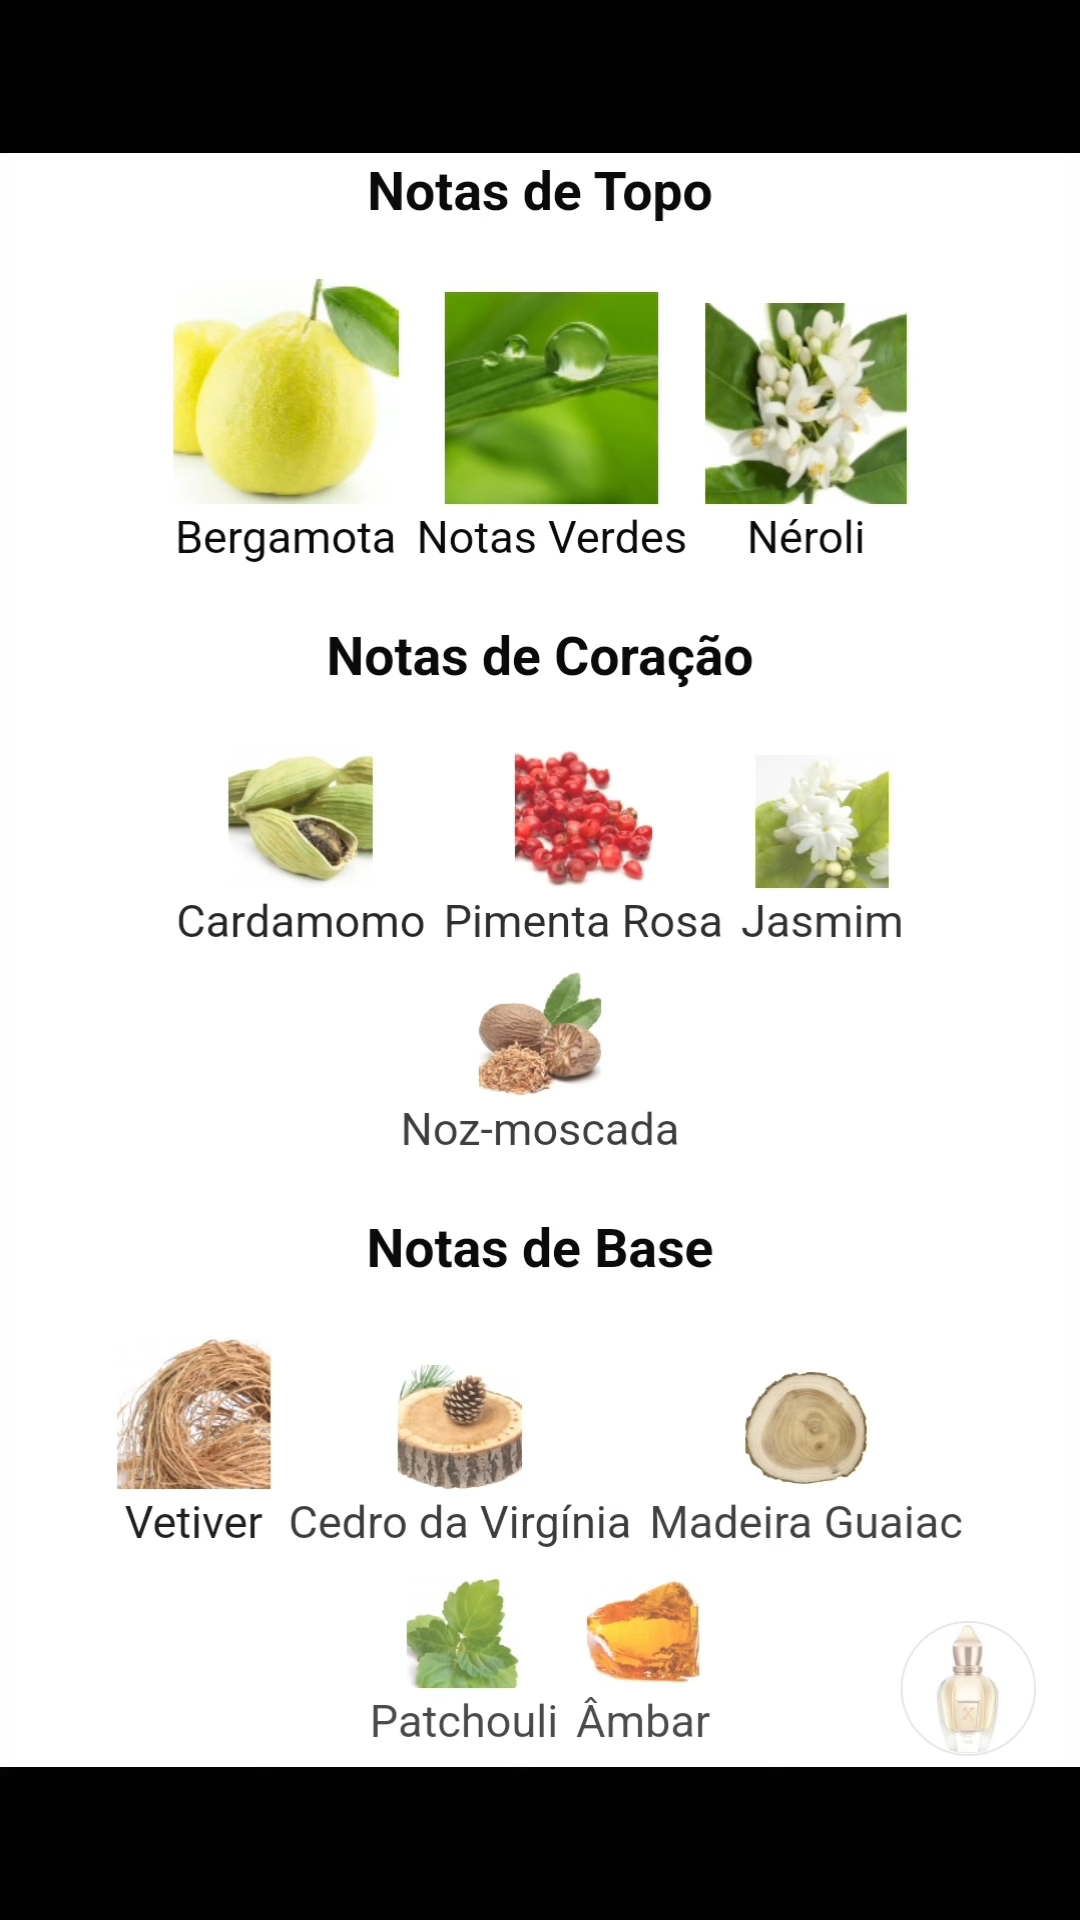 Notas de Topo
Bergamota Notas Verdes Néroli
Notas de Coração
Cardamomo Pimenta Rosa Jasmim
Noz-moscada
Notas de Base
Vetiver Cedro da Virgínia Madeira Guaiac
Patchouli Âmbar